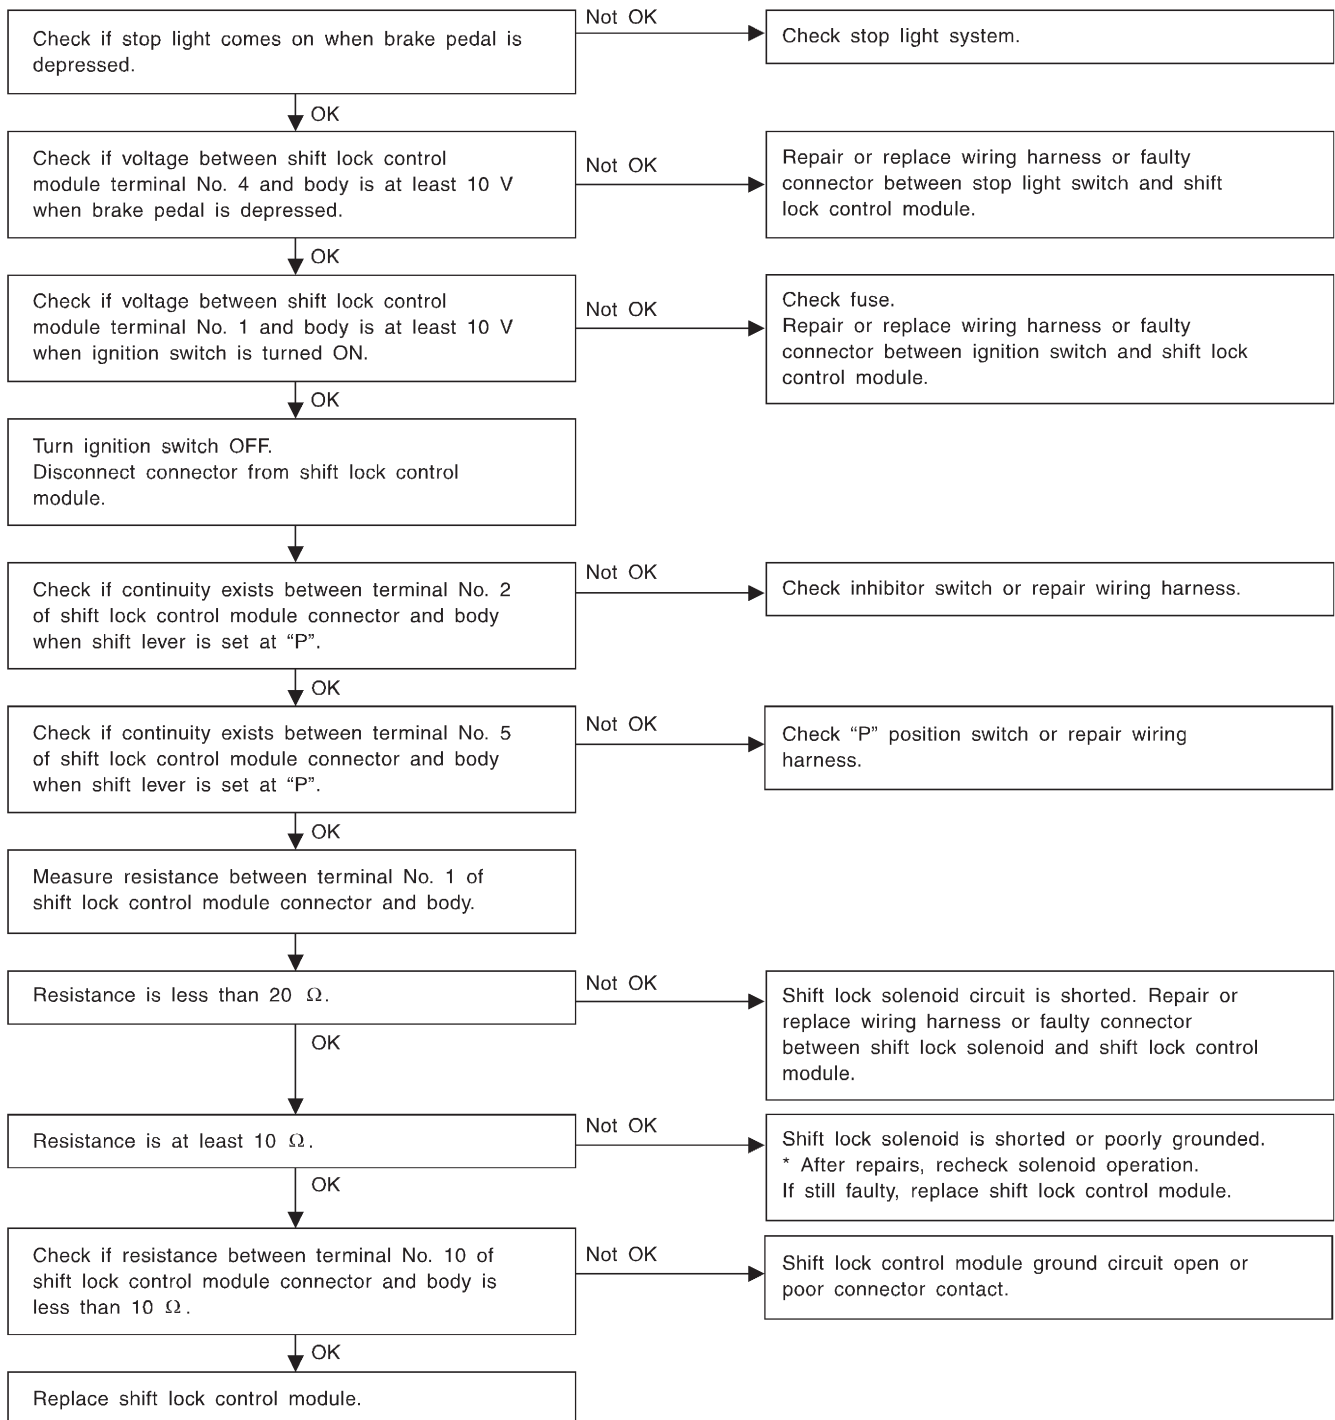 Check if stop light comes on when brake pedal is
depressed.
Not OK
Check stop light system.
OK
Check if voltage between shift lock control
module terminal No. 4 and body is at least 10 V
when brake pedal is depressed.
Not OK
Repair or replace wiring harness or faulty
connector between stop light switch and shift
lock control module.
OK
Check if voltage between shift lock control
module terminal No. 1 and body is at least 10 V
when ignition switch is turned ON.
Not OK
Check fuse.
Repair or replace wiring harness or faulty
connector between ignition switch and shift lock
control module.
OK
Turn ignition switch OFF.
Disconnect connector from shift lock control
module.
Check if continuity exists between terminal No. 2
of shift lock control module connector and body
when shift lever is set at “P”.
Not OK
Check inhibitor switch or repair wiring harness.
OK
Check if continuity exists between terminal No. 5
of shift lock control module connector and body
when shift lever is set at “P”.
Not OK
Check “P” position switch or repair wiring
harness.
OK
Measure resistance between terminal No. 1 of
shift lock control module connector and body.
Resistance is less than 20 Ω.
Not OK
Shift lock solenoid circuit is shorted. Repair or
replace wiring harness or faulty connector
between shift lock solenoid and shift lock control
module.
OK
Resistance is at least 10 Ω.
Not OK
Shift lock solenoid is shorted or poorly grounded.
* After repairs, recheck solenoid operation.
If still faulty, replace shift lock control module.
OK
Check if resistance between terminal No. 10 of
shift lock control module connector and body is
less than 10 Ω.
Not OK
Shift lock control module ground circuit open or
poor connector contact.
OK
Replace shift lock control module.